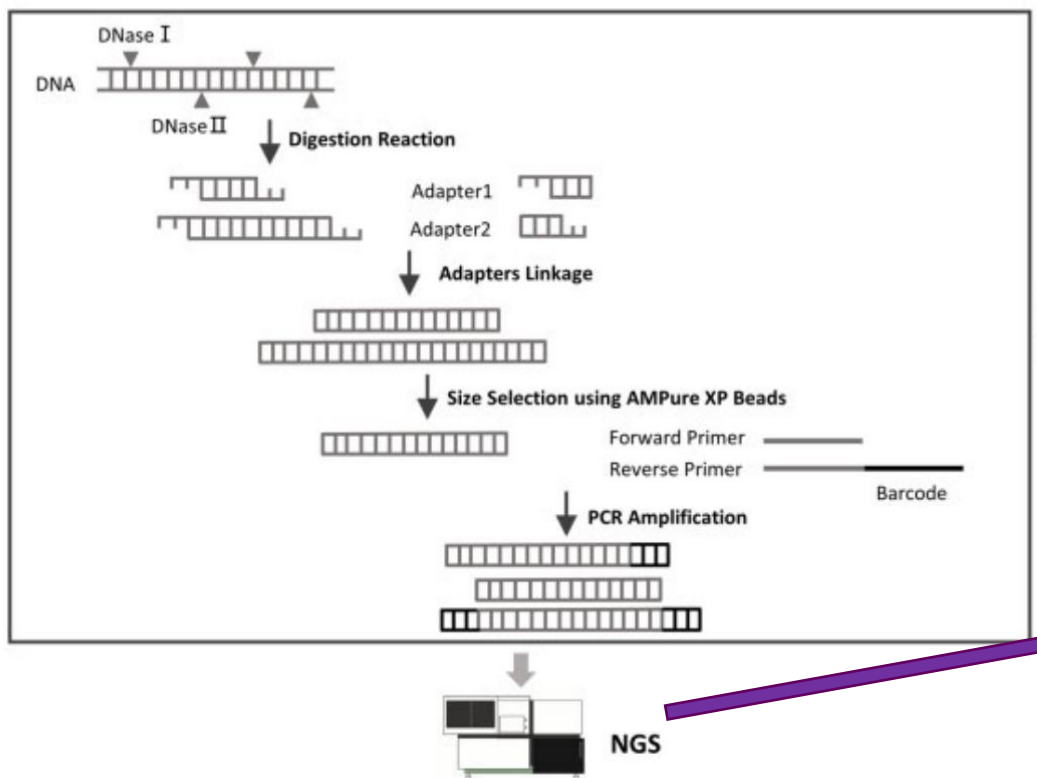 DNase I
DNA
DNase II
Digestion Reaction
Adapter1
Adapter2
Adapters Linkage
Size Selection using AMPure XP Beads
Forward Primer
Reverse Primer
Barcode
PCR Amplification
NGS